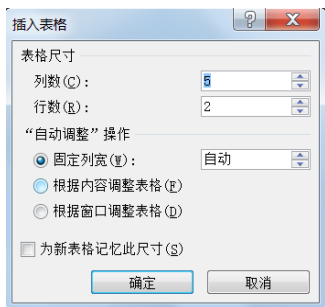 插入表格
表格尺寸
列数(C): 5
行数(R): 2
“自动调整”操作
固定列宽(W): 自动
根据内容调整表格(F)
根据窗口调整表格(D)
为新表格记忆此尺寸(S)
确定 取消